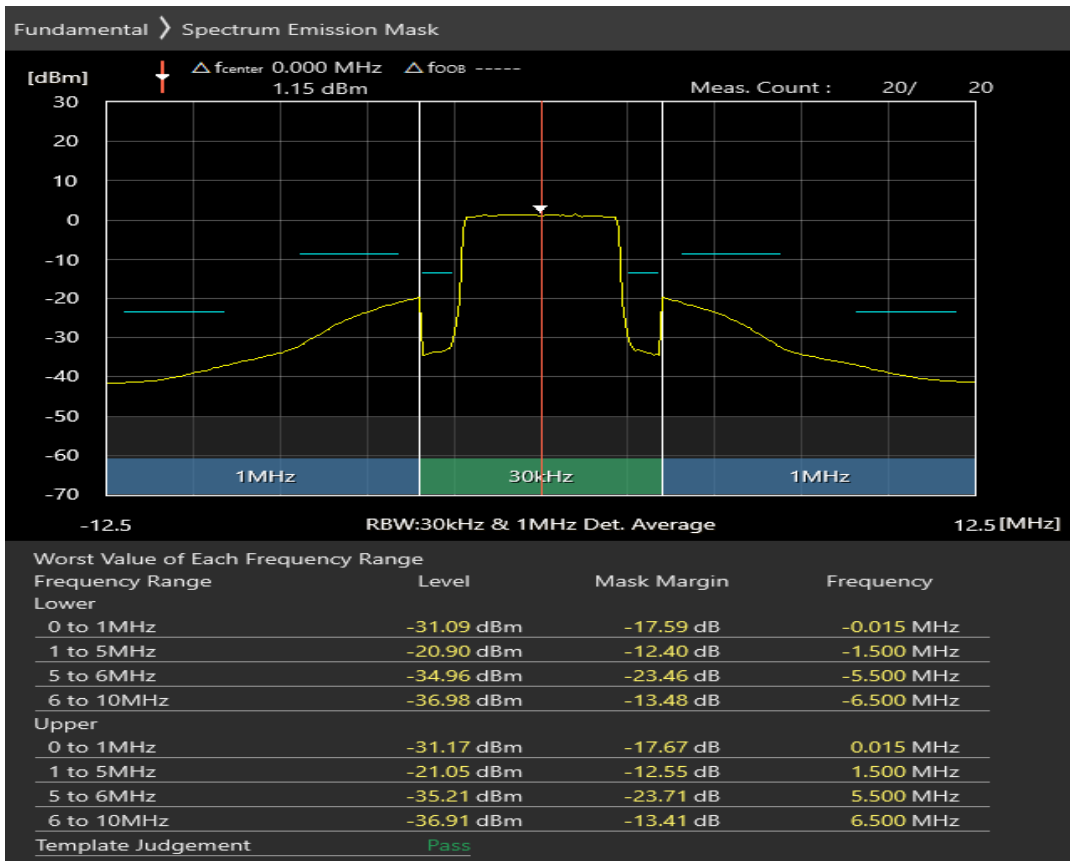 Fundamental ❯ Spectrum Emission Mask
[dBm] △ fcenter 0.000 MHz △ fOOB -----
1.15 dBm Meas. Count : 20/ 20
30
20
10
0
-10
-20
-30
-40
-50
-60
1MHz 30kHz 1MHz
-70
-12.5 RBW:30kHz & 1MHz Det. Average 12.5 [MHz]
Worst Value of Each Frequency Range
Frequency Range Level Mask Margin Frequency
Lower
0 to 1MHz -31.09 dBm -17.59 dB -0.015 MHz
1 to 5MHz -20.90 dBm -12.40 dB -1.500 MHz
5 to 6MHz -34.96 dBm -23.46 dB -5.500 MHz
6 to 10MHz -36.98 dBm -13.48 dB -6.500 MHz
Upper
0 to 1MHz -31.17 dBm -17.67 dB 0.015 MHz
1 to 5MHz -21.05 dBm -12.55 dB 1.500 MHz
5 to 6MHz -35.21 dBm -23.71 dB 5.500 MHz
6 to 10MHz -36.91 dBm -13.41 dB 6.500 MHz
Template Judgement Pass